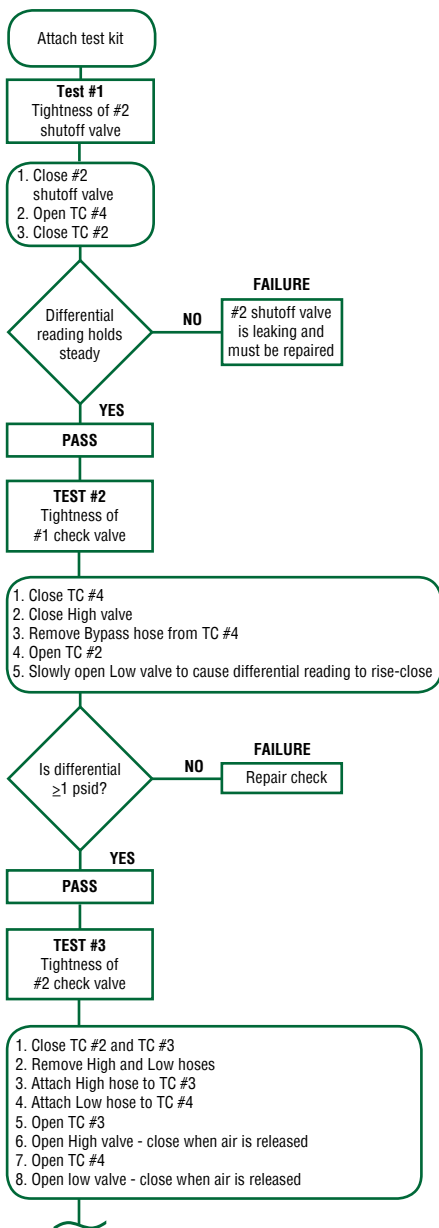 Attach test kit
Test #1
Tightness of #2
shutoff valve
1. Close #2
shutoff valve
2. Open TC #4
3. Close TC #2
Differential
reading holds
steady
NO
FAILURE
#2 shutoff valve
is leaking and
must be repaired
YES
PASS
TEST #2
Tightness of
#1 check valve
1. Close TC #4
2. Close High valve
3. Remove Bypass hose from TC #4
4. Open TC #2
5. Slowly open Low valve to cause differential reading to rise-close
Is differential
≥1 psid?
NO
FAILURE
Repair check
YES
PASS
TEST #3
Tightness of
#2 check valve
1. Close TC #2 and TC #3
2. Remove High and Low hoses
3. Attach High hose to TC #3
4. Attach Low hose to TC #4
5. Open TC #3
6. Open High valve - close when air is released
7. Open TC #4
8. Open low valve - close when air is released